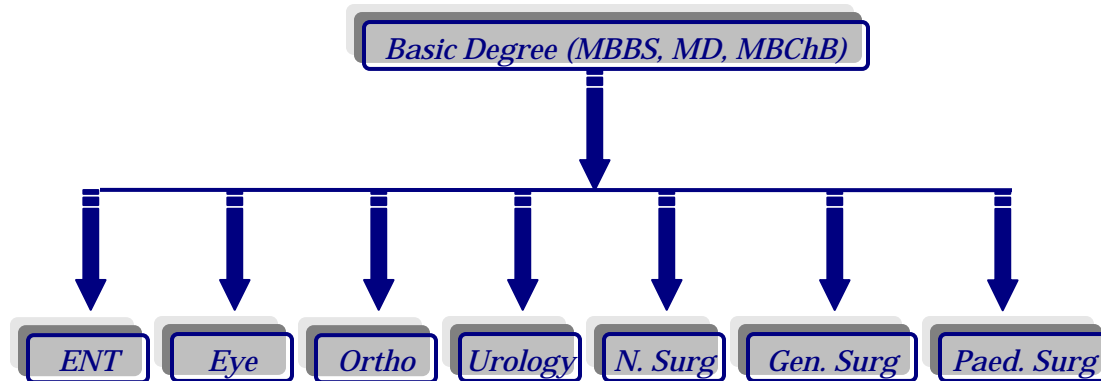 Basic Degree (MBBS, MD, MBChB)
ENT
Eye
Ortho
Urology
N. Surg
Gen. Surg
Paed. Surg